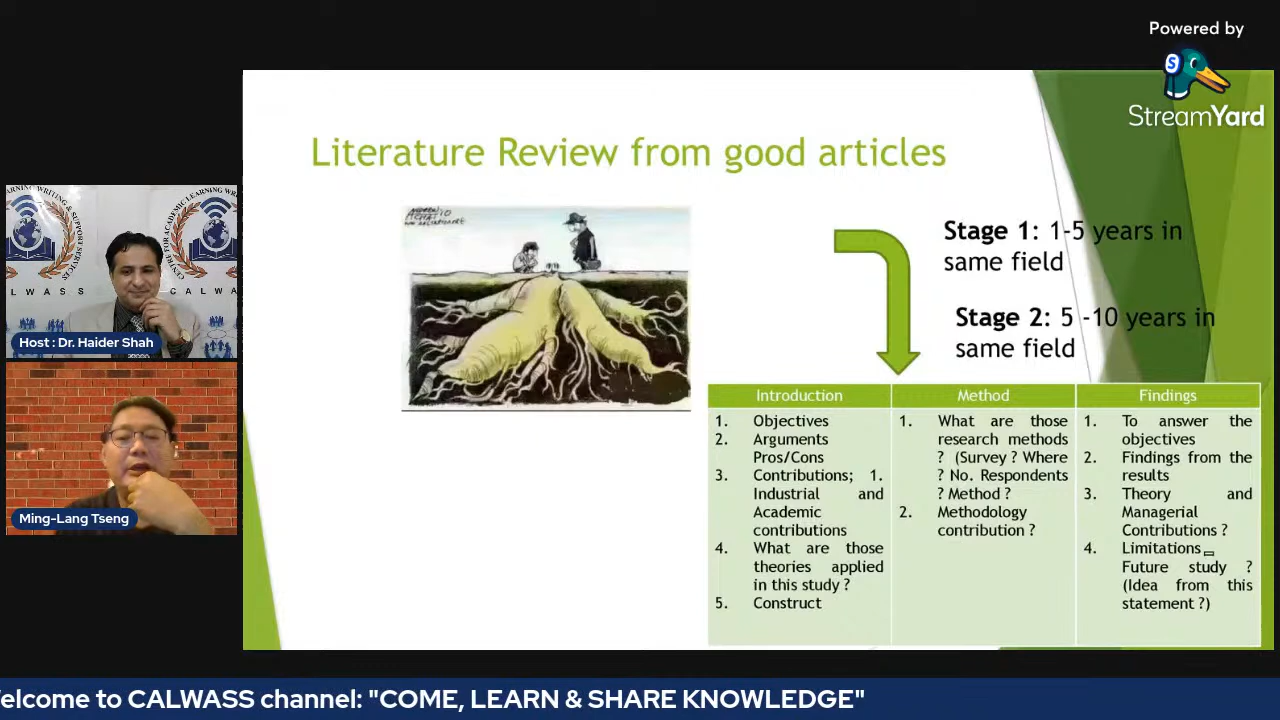 Powered by
StreamYard
Literature Review from good articles
Stage 1: 1-5 years in
same field
Stage 2: 5 -10 years in
same field
Introduction
1. Objectives
2. Arguments
Pros/Cons
3. Contributions; 1.
Industrial and
Academic
contributions
4. What are those
theories applied
in this study ?
5. Construct
Method
1. What are those
research methods
? (Survey ? Where
? No. Respondents
? Method ?
2. Methodology
contribution ?
Findings
1. To answer the
objectives
2. Findings from the
results
3. Theory and
Managerial
Contributions ?
4. Limitations
Future study ?
(Idea from this
statement ?)
CALWASS
CALWASS
Host : Dr. Haider Shah
Ming-Lang Tseng
Welcome to CALWASS channel: "COME, LEARN & SHARE KNOWLEDGE"